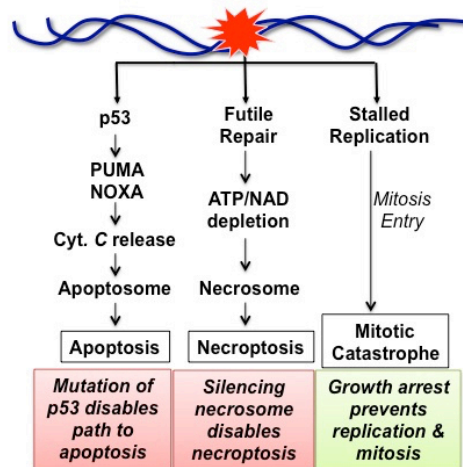 p53
PUMA
NOXA
Cyt. C release
Apoptosome
Apoptosis
Mutation of
p53 disables
path to
apoptosis
Futile
Repair
ATP/NAD
depletion
Necrosome
Necroptosis
Silencing
necrosome
disables
necroptosis
Stalled
Replication
Mitosis
Entry
Mitotic
Catastrophe
Growth arrest
prevents
replication &
mitosis